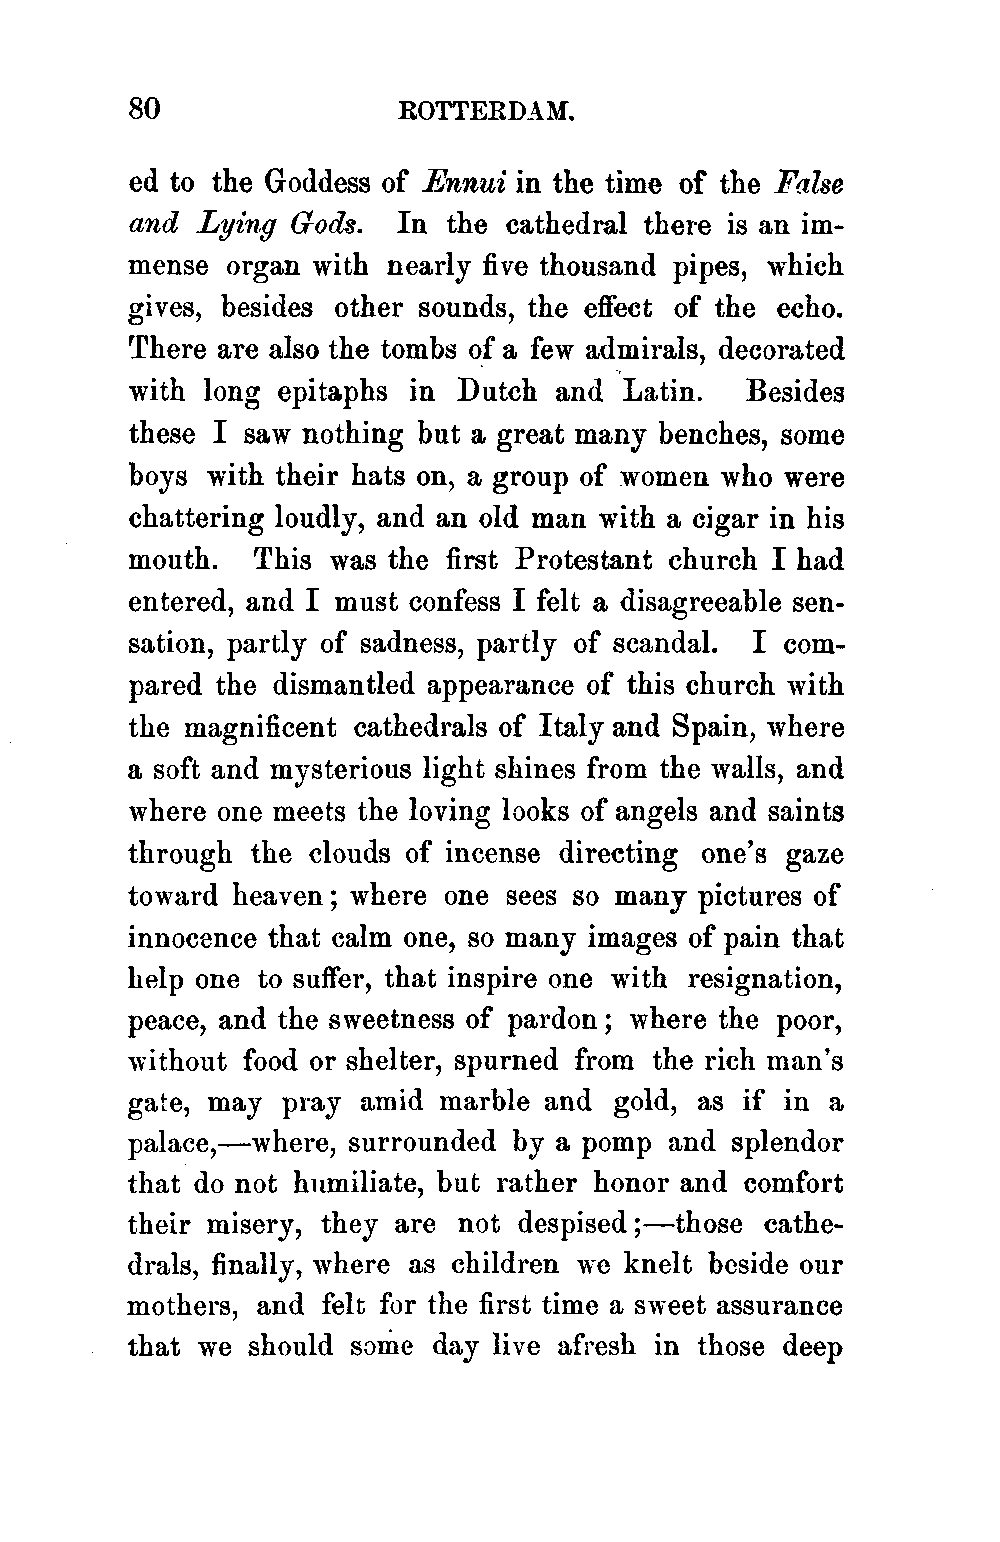 80 ROTTERDAM.
ed to the Goddess of Ennui in the time of the False
and Lying Gods. In the cathedral there is an im-
mense organ with nearly five thousand pipes, which
gives, besides other sounds, the effect of the echo.
There are also the tombs of a few admirals, decorated
with long epitaphs in Dutch and Latin. Besides
these I saw nothing but a great many benches, some
boys with their hats on, a group of women who were
chattering loudly, and an old man with a cigar in his
mouth. This was the first Protestant church I had
entered, and I must confess I felt a disagreeable sen-
sation, partly of sadness, partly of scandal. I com-
pared the dismantled appearance of this church with
the magnificent cathedrals of Italy and Spain, where
a soft and mysterious light shines from the walls, and
where one meets the loving looks of angels and saints
through the clouds of incense directing one's gaze
toward heaven; where one sees so many pictures of
innocence that calm one, so many images of pain that
help one to suffer, that inspire one with resignation,
peace, and the sweetness of pardon; where the poor,
without food or shelter, spurned from the rich man's
gate, may pray amid marble and gold, as if in a
palace,—where, surrounded by a pomp and splendor
that do not humiliate, but rather honor and comfort
their misery, they are not despised;—those cathe-
drals, finally, where as children we knelt beside our
mothers, and felt for the first time a sweet assurance
that we should some day live afresh in those deep